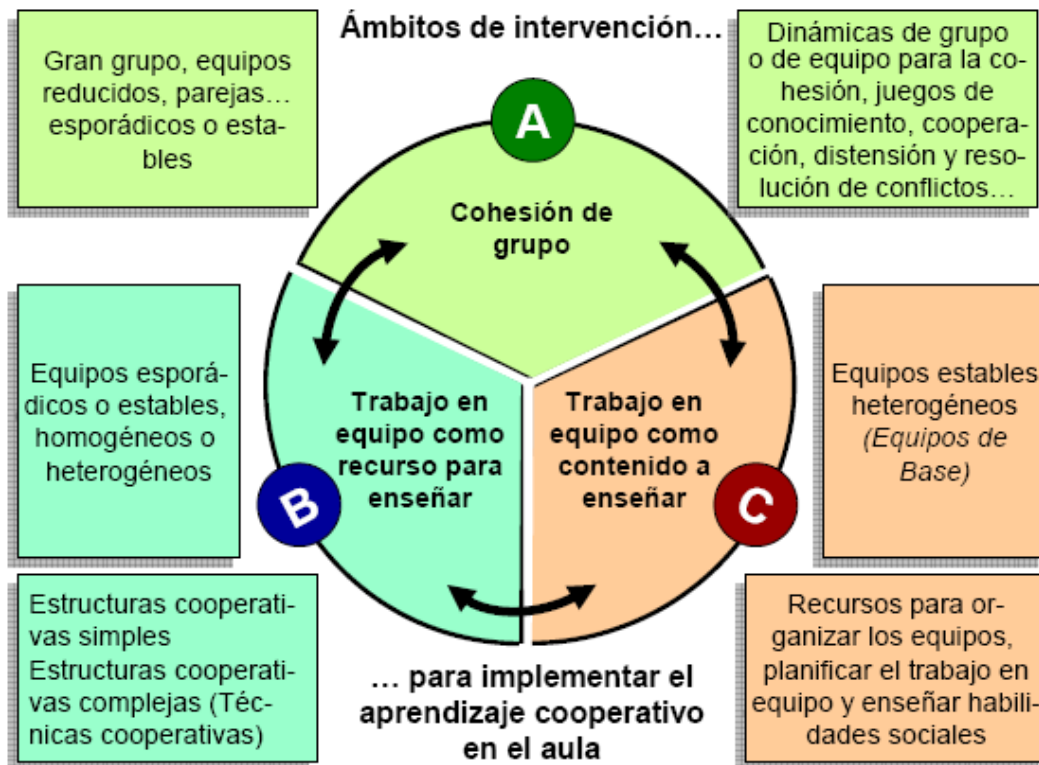 Ámbitos de intervención…
Gran grupo, equipos
reducidos, parejas…
esporádicos o esta-
bles
Dinámicas de grupo
o de equipo para la co-
hesión, juegos de
conocimiento, coopera-
ción, distensión y reso-
lución de conflictos…
A
Cohesión de
grupo
Equipos esporá-
dicos o estables,
homogéneos o
heterogéneos
Trabajo en
equipo como
recurso para
enseñar
B
Trabajo en
equipo como
contenido a
enseñar
C
Equipos estables
heterogéneos
(Equipos de
Base)
Estructuras cooperati-
vas simples
Estructuras cooperati-
vas complejas (Téc-
nicas cooperativas)
… para implementar el
aprendizaje cooperativo
en el aula
Recursos para or-
ganizar los equipos,
planificar el trabajo en
equipo y enseñar habili-
dades sociales